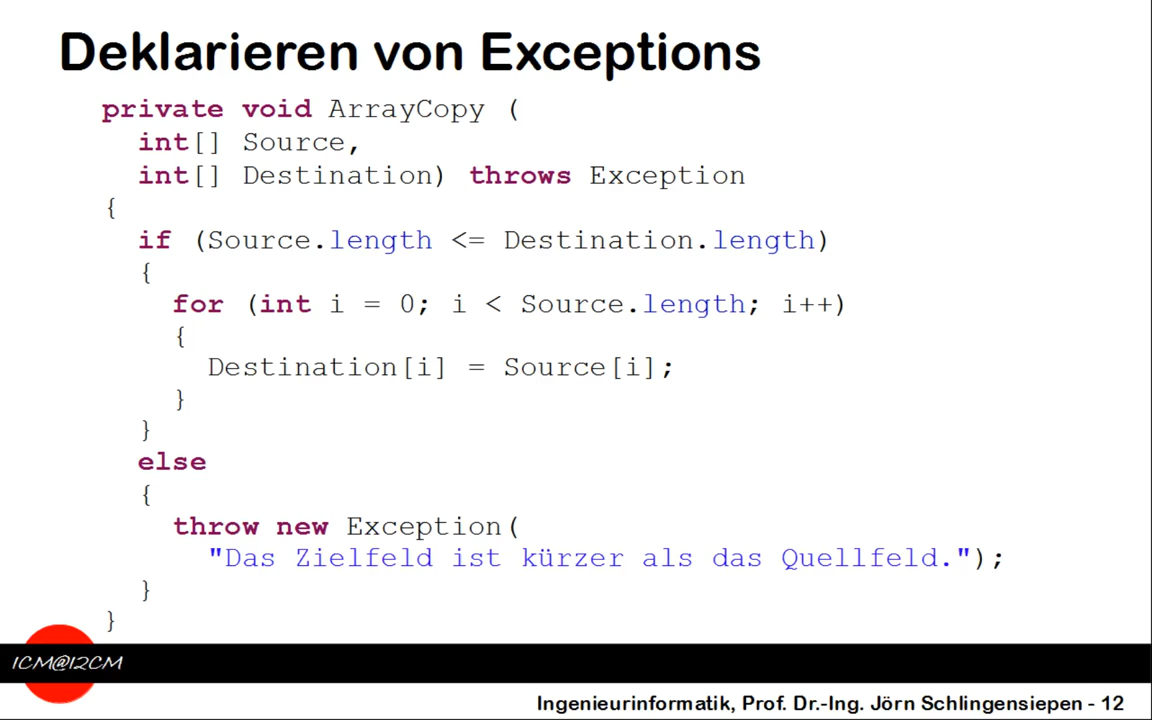 Deklarieren von Exceptions
private void ArrayCopy (
int[] Source,
int[] Destination) throws Exception
{
if (Source.length <= Destination.length)
{
for (int i = 0; i < Source.length; i++)
{
Destination[i] = Source[i];
}
}
else
{
throw new Exception(
"Das Zielfeld ist kürzer als das Quellfeld.");
}
}
1CM@12CM
Ingenieurinformatik, Prof. Dr.-Ing. Jörn Schlingensiepen - 12